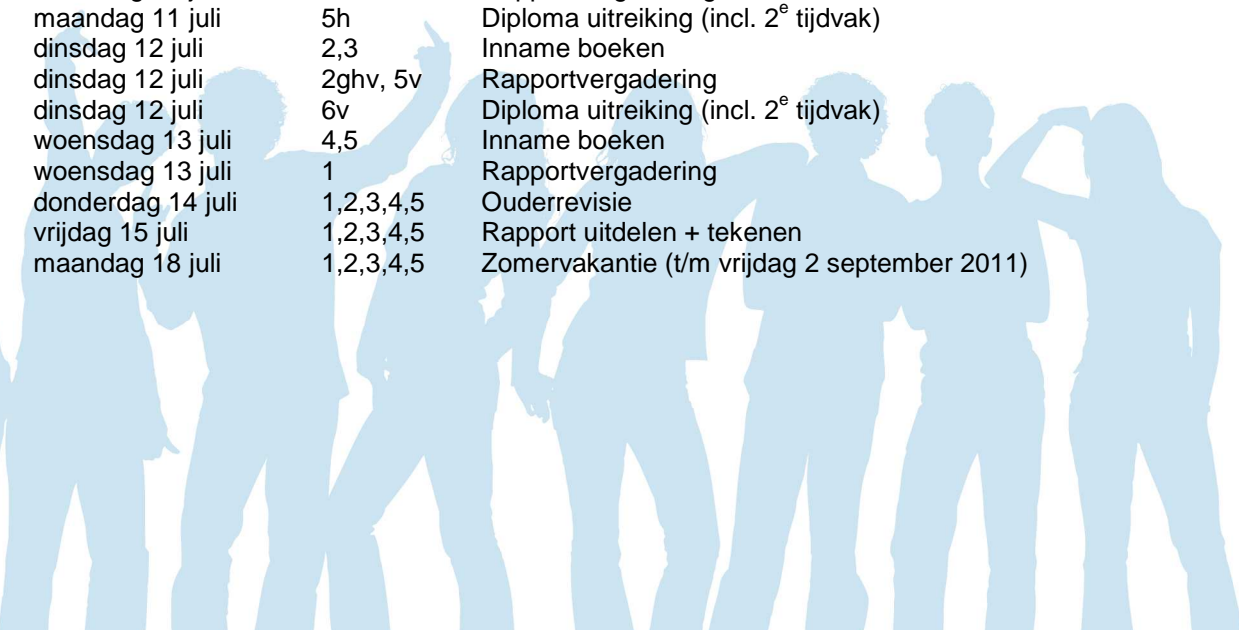 maandag 11 juli 5h Diploma uitreiking (incl. 2e tijdvak)
dinsdag 12 juli 2,3 Inname boeken
dinsdag 12 juli 2ghv, 5v Rapportvergadering
dinsdag 12 juli 6v Diploma uitreiking (incl. 2e tijdvak)
woensdag 13 juli 4,5 Inname boeken
woensdag 13 juli 1 Rapportvergadering
donderdag 14 juli 1,2,3,4,5 Ouderrevisie
vrijdag 15 juli 1,2,3,4,5 Rapport uitdelen + tekenen
maandag 18 juli 1,2,3,4,5 Zomervakantie (t/m vrijdag 2 september 2011)